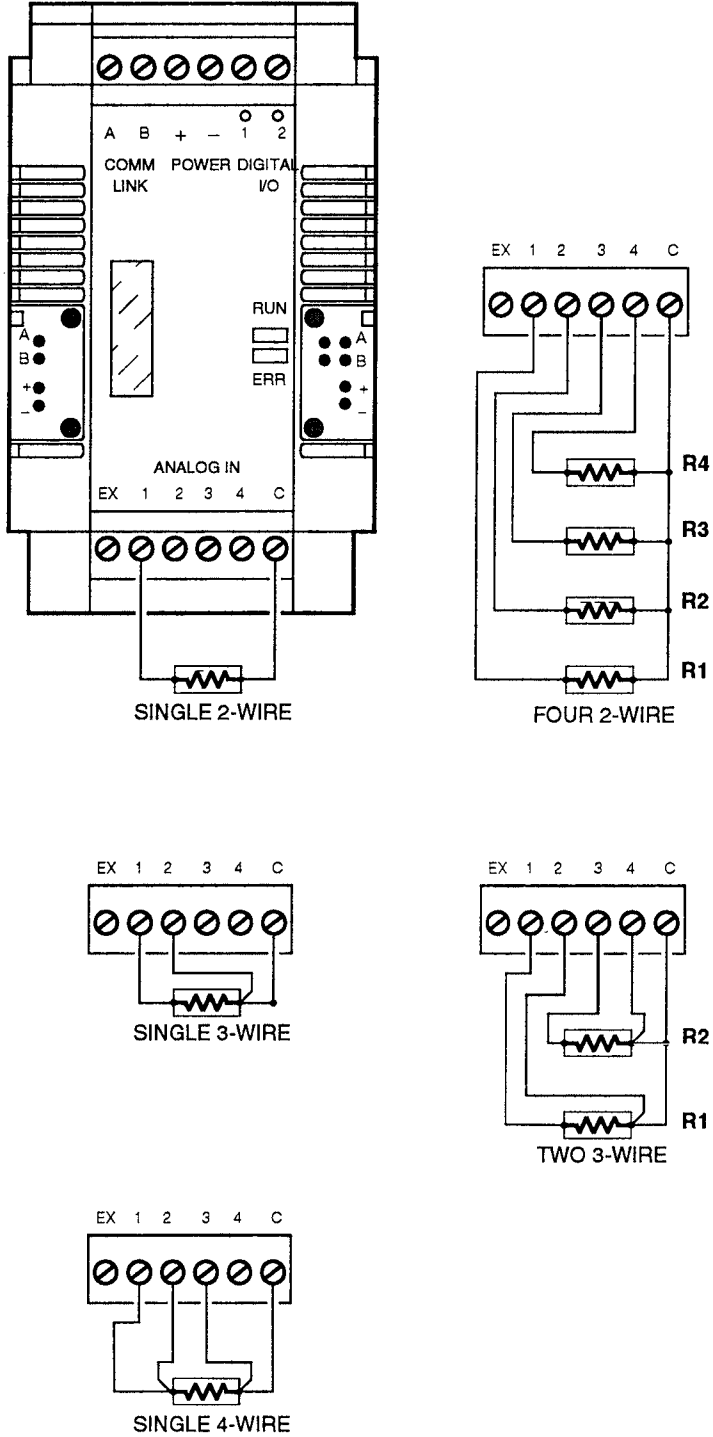 1 2
A B + – 1 2
COMM LINK POWER DIGITAL I/O
RUN
A
B
+
–
A
B
+
–
ERR
ANALOG IN
EX 1 2 3 4 C
SINGLE 2-WIRE
EX 1 2 3 4 C
R4
R3
R2
R1
FOUR 2-WIRE
EX 1 2 3 4 C
SINGLE 3-WIRE
EX 1 2 3 4 C
R2
R1
TWO 3-WIRE
EX 1 2 3 4 C
SINGLE 4-WIRE